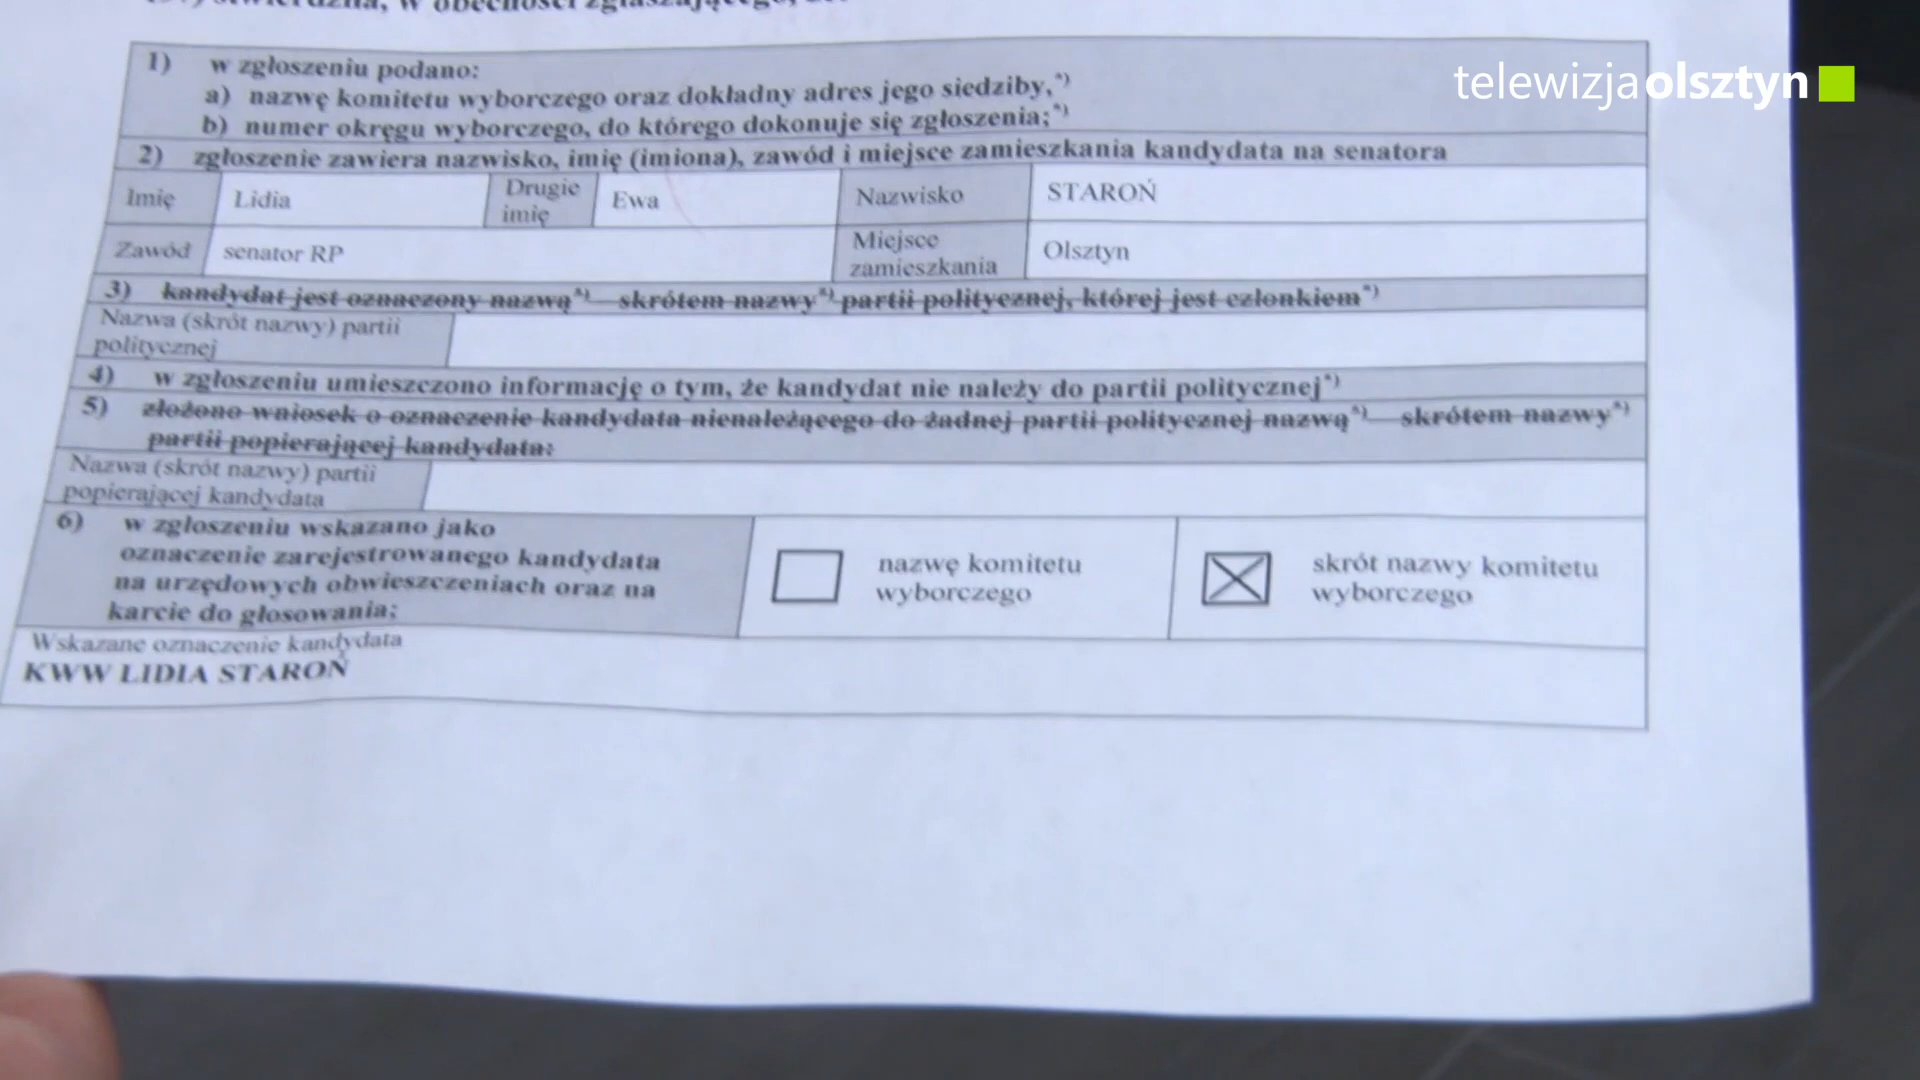 telewizjaolsztyn
1) w zgłoszeniu podano:
a) nazwę komitetu wyborczego oraz dokładny adres jego siedziby,*)
b) numer okręgu wyborczego, do którego dokonuje się zgłoszenia;*)
2) zgłoszenie zawiera nazwisko, imię (imiona), zawód i miejsce zamieszkania kandydata na senatora
Imię Lidia Drugie imię Ewa Nazwisko STAROŃ
Zawód senator RP Miejsce zamieszkania Olsztyn
3) kandydat jest oznaczony nazwą*) skrótem nazwy*) partii politycznej, której jest członkiem*)
Nazwa (skrót nazwy) partii
politycznej
4) w zgłoszeniu umieszczono informację o tym, że kandydat nie należy do partii politycznej*)
5) złożono wniosek o oznaczenie kandydata nienależącego do żadnej partii politycznej nazwą*) skrótem nazwy*)
partii popierającej kandydata:
Nazwa (skrót nazwy) partii
popierającej kandydata
6) w zgłoszeniu wskazano jako
oznaczenie zarejestrowanego kandydata
na urzędowych obwieszczeniach oraz na
karcie do głosowania:
nazwę komitetu
wyborczego
skrót nazwy komitetu
wyborczego
Wskazane oznaczenie kandydata
KWW LIDIA STAROŃ